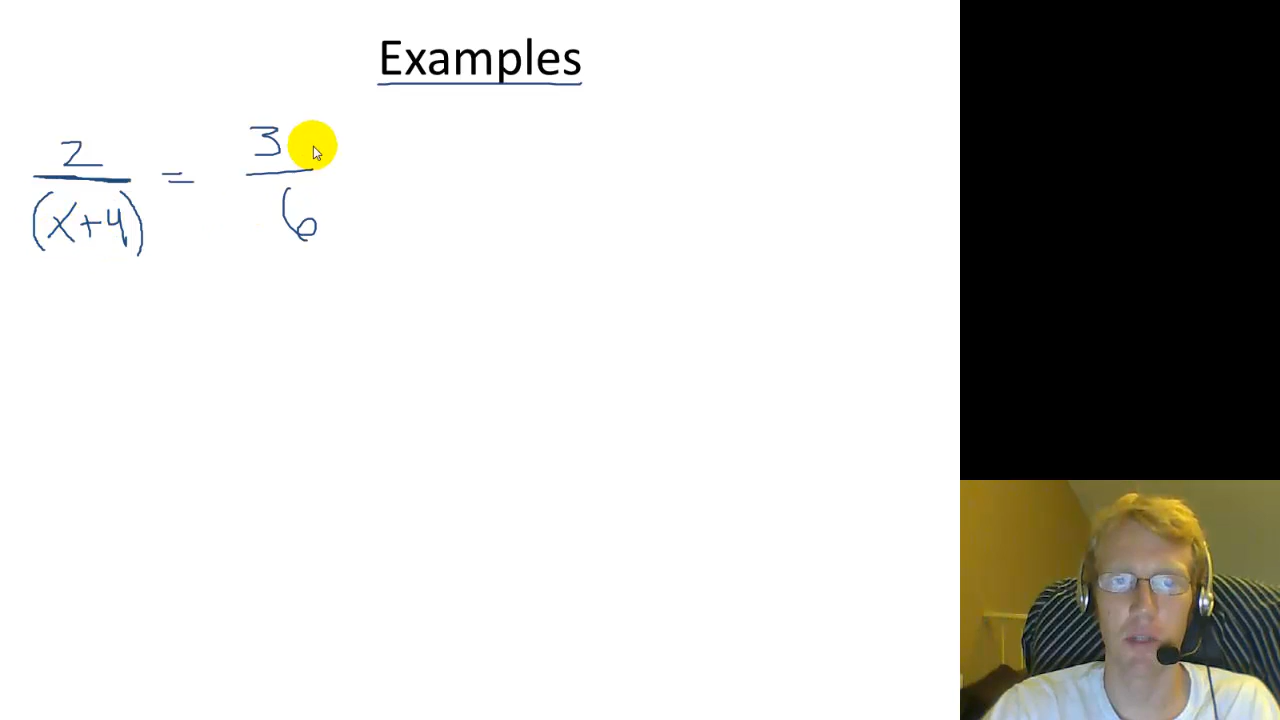 Examples
2/(x+4) = 3/6